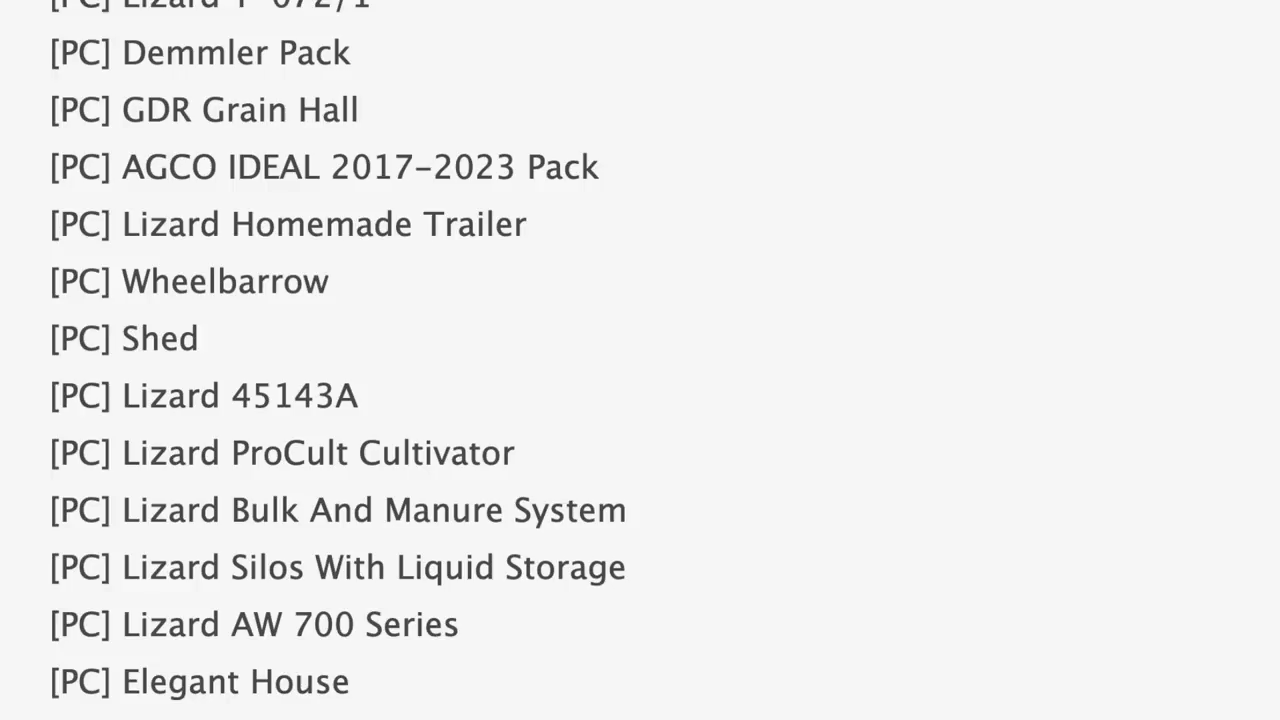 [PC] Lizard
[PC] Demmler Pack
[PC] GDR Grain Hall
[PC] AGCO IDEAL 2017-2023 Pack
[PC] Lizard Homemade Trailer
[PC] Wheelbarrow
[PC] Shed
[PC] Lizard 45143A
[PC] Lizard ProCult Cultivator
[PC] Lizard Bulk And Manure System
[PC] Lizard Silos With Liquid Storage
[PC] Lizard AW 700 Series
[PC] Elegant House